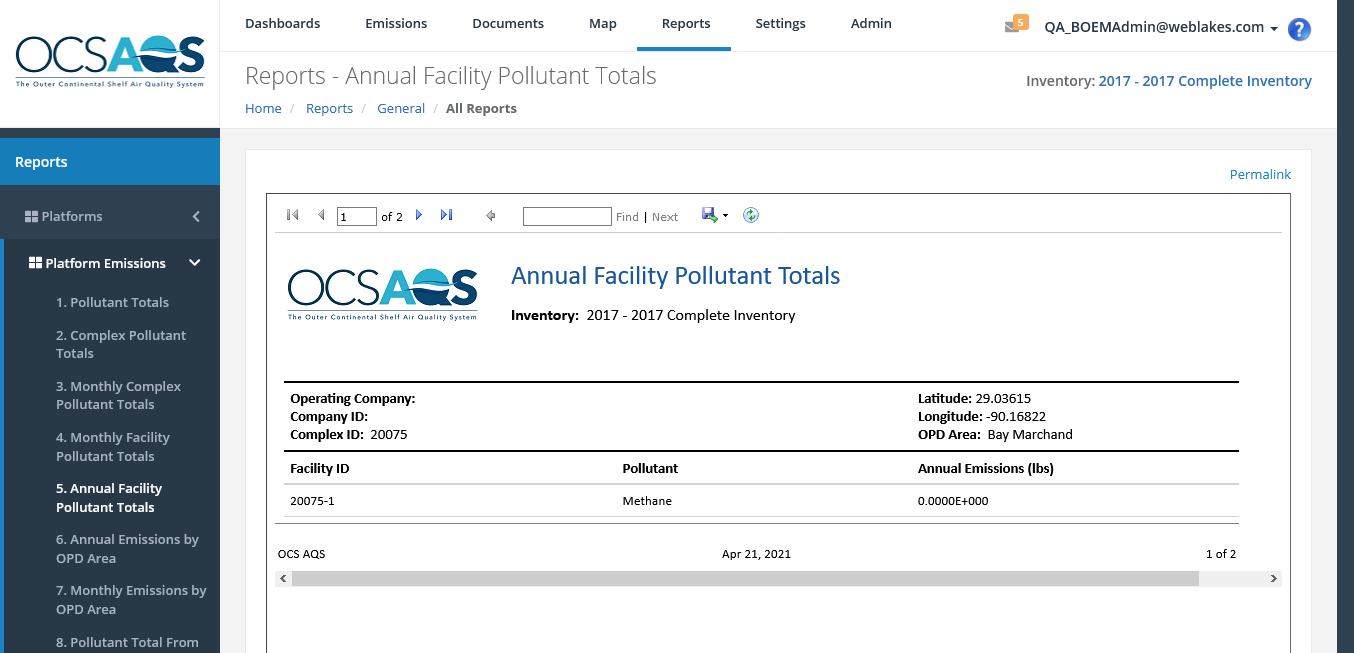 OCSAQS
The Outer Continental Shelf Air Quality System
Dashboards Emissions Documents Map Reports Settings Admin
5
QA_BOEMAdmin@weblakes.com
?
Reports - Annual Facility Pollutant Totals
Home / Reports / General / All Reports
Inventory: 2017 - 2017 Complete Inventory
Reports
Platforms
Platform Emissions
1. Pollutant Totals
2. Complex Pollutant
Totals
3. Monthly Complex
Pollutant Totals
4. Monthly Facility
Pollutant Totals
5. Annual Facility
Pollutant Totals
6. Annual Emissions by
OPD Area
7. Monthly Emissions by
OPD Area
8. Pollutant Total From
Permalink
1 of 2
Find | Next
OCSAQS
The Outer Continental Shelf Air Quality System
Annual Facility Pollutant Totals
Inventory: 2017 - 2017 Complete Inventory
Operating Company:
Company ID:
Complex ID: 20075
Latitude: 29.03615
Longitude: -90.16822
OPD Area: Bay Marchand
Facility ID Pollutant Annual Emissions (lbs)
20075-1 Methane 0.0000E+000
OCS AQS Apr 21, 2021 1 of 2